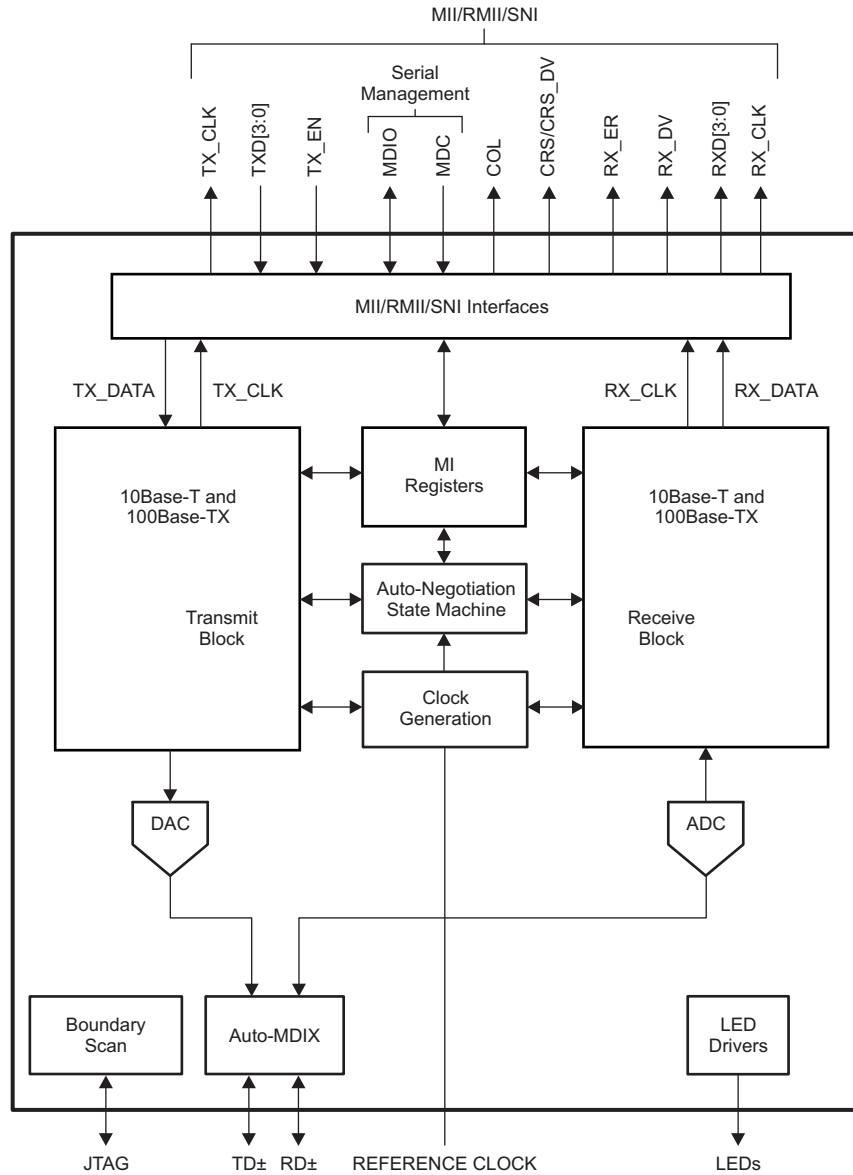 MII/RMII/SNI
Serial
Management
TX_CLK
TXD[3:0]
TX_EN
MDIO
MDC
COL
CRS/CRS_DV
RX_ER
RX_DV
RXD[3:0]
RX_CLK
MII/RMII/SNI Interfaces
TX_DATA
TX_CLK
RX_CLK
RX_DATA
10Base-T and
100Base-TX
Transmit
Block
MI
Registers
Auto-Negotiation
State Machine
Clock
Generation
10Base-T and
100Base-TX
Receive
Block
DAC
ADC
Boundary
Scan
Auto-MDIX
LED
Drivers
JTAG
TD±
RD±
REFERENCE CLOCK
LEDs